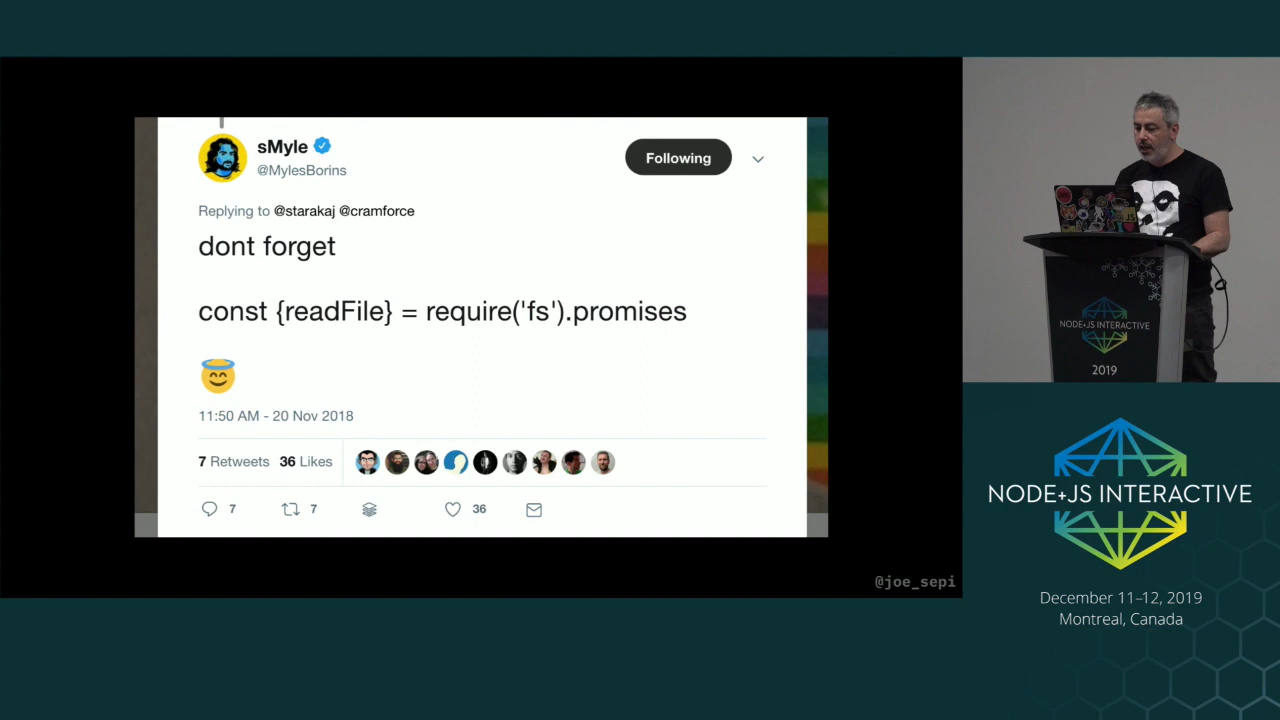 sMyle
@MylesBorins
Following
Replying to @starakaj @cramforce
dont forget
const {readFile} = require('fs').promises
11:50 AM - 20 Nov 2018
7 Retweets 36 Likes
7 7 36
@joe_sepi
JS
NODE+JS INTERACTIVE
2019
NODE+JS INTERACTIVE
December 11–12, 2019
Montreal, Canada